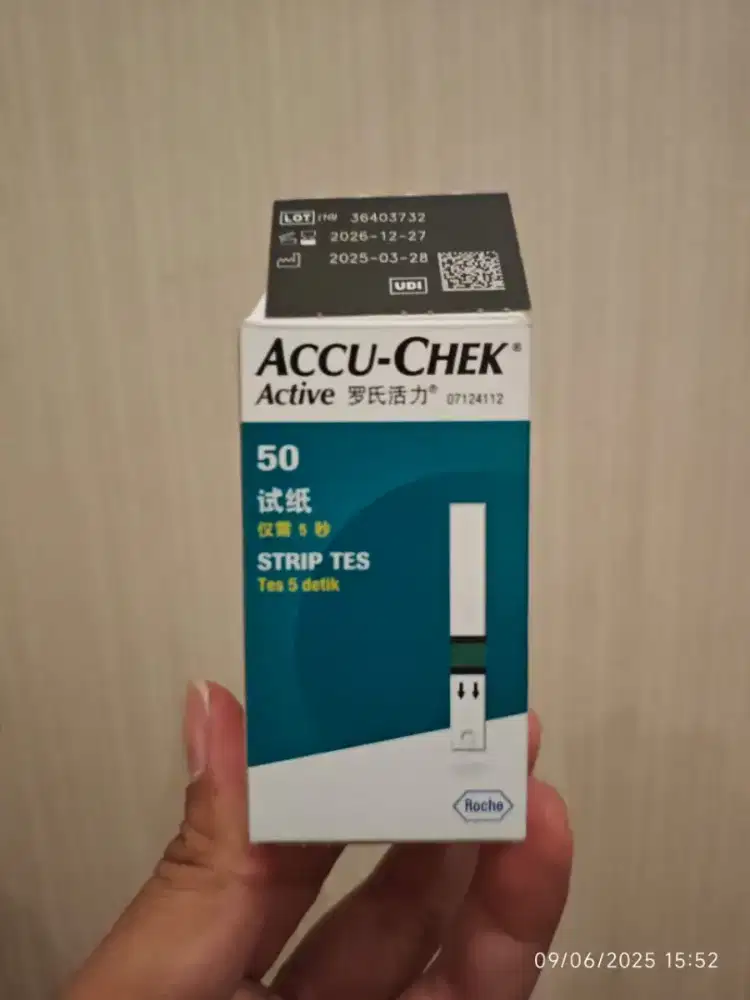 LOT 36403732
2026-12-27
2025-03-28
UDI
ACCU-CHEK®
Active 罗氏活力® 07124112
50
试纸
仅需 5 秒
STRIP TES
Tes 5 detik
Roche
09/06/2025 15:52